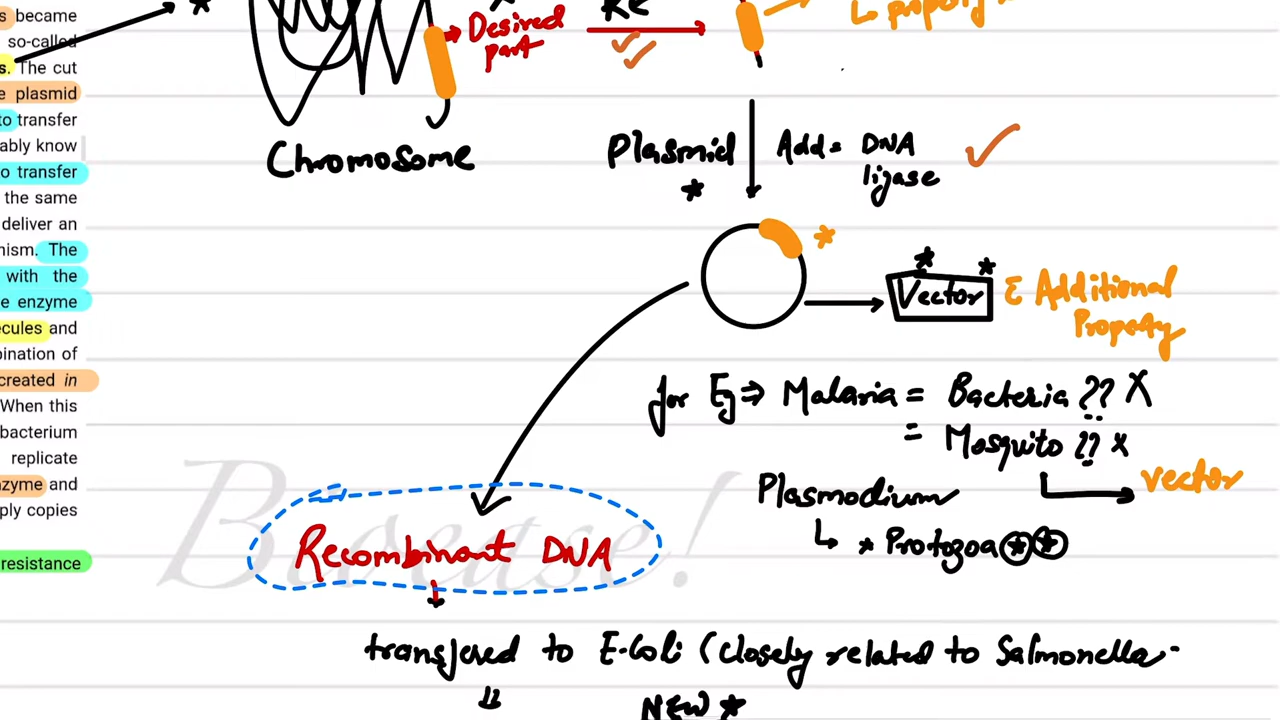 s became
so-called
s. The cut
e plasmid
to transfer
ably know
o transfer
the same
deliver an
nism. The
with the
e enzyme
ecules and
bination of
created in
When this
bacterium
replicate
nzyme and
ply copies
resistance
Desired
part
RE
↳ property
Chromosome
Plasmid
Add = DNA
ligase
Vector
Ɛ Additional
Property
for Eg ⇒ Malaria = Bacteria ?? X
= Mosquito ?? x
vector
Plasmodium
↳ * Protozoa
Biocease!
Recombinant DNA
transfered to E.Coli (closely related to Salmonella
NEW *